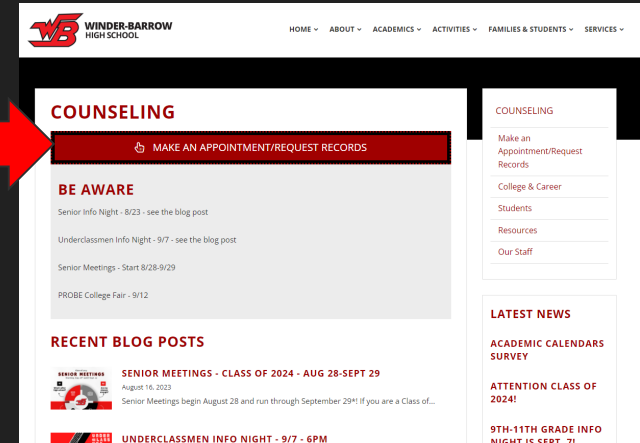 WB
WINDER-BARROW
HIGH SCHOOL
HOME ABOUT ACADEMICS ACTIVITIES FAMILIES & STUDENTS SERVICES
COUNSELING
MAKE AN APPOINTMENT/REQUEST RECORDS
BE AWARE
Senior Info Night - 8/23 - see the blog post
Underclassmen Info Night - 9/7 - see the blog post
Senior Meetings - Start 8/28-9/29
PROBE College Fair - 9/12
RECENT BLOG POSTS
SENIOR MEETINGS
SENIOR MEETINGS - CLASS OF 2024 - AUG 28-SEPT 29
August 16, 2023
Senior Meetings begin August 28 and run through September 29*! If you are a Class of...
UNDERCLASSMEN INFO NIGHT - 9/7 - 6PM
COUNSELING
Make an
Appointment/Request
Records
College & Career
Students
Resources
Our Staff
LATEST NEWS
ACADEMIC CALENDARS
SURVEY
ATTENTION CLASS OF
2024!
9TH-11TH GRADE INFO
NIGHT IS SEPT. 7!